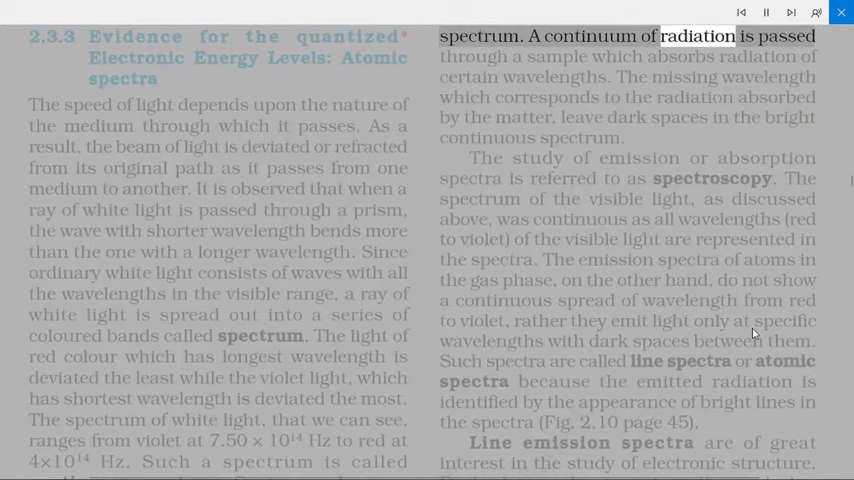 2.3.3 Evidence for the quantized*
Electronic Energy Levels: Atomic
spectra
The speed of light depends upon the nature of
the medium through which it passes. As a
result, the beam of light is deviated or refracted
from its original path as it passes from one
medium to another. It is observed that when a
ray of white light is passed through a prism,
the wave with shorter wavelength bends more
than the one with a longer wavelength. Since
ordinary white light consists of waves with all
the wavelengths in the visible range, a ray of
white light is spread out into a series of
coloured bands called spectrum. The light of
red colour which has longest wavelength is
deviated the least while the violet light, which
has shortest wavelength is deviated the most.
The spectrum of white light, that we can see,
ranges from violet at 7.50 × 10¹⁴ Hz to red at
4×10¹⁴ Hz. Such a spectrum is called
spectrum. A continuum of radiation is passed
through a sample which absorbs radiation of
certain wavelengths. The missing wavelength
which corresponds to the radiation absorbed
by the matter, leave dark spaces in the bright
continuous spectrum.
The study of emission or absorption
spectra is referred to as spectroscopy. The
spectrum of the visible light, as discussed
above, was continuous as all wavelengths (red
to violet) of the visible light are represented in
the spectra. The emission spectra of atoms in
the gas phase, on the other hand, do not show
a continuous spread of wavelength from red
to violet, rather they emit light only at specific
wavelengths with dark spaces between them.
Such spectra are called line spectra or atomic
spectra because the emitted radiation is
identified by the appearance of bright lines in
the spectra (Fig. 2.10 page 45).
Line emission spectra are of great
interest in the study of electronic structure.